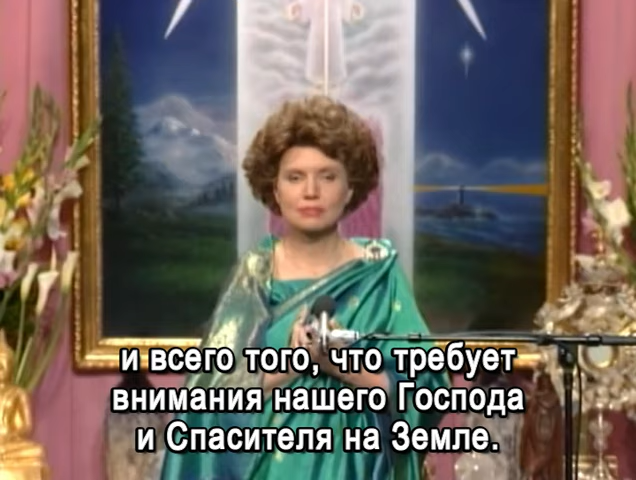 и всего того, что требует
внимания нашего Господа
и Спасителя на Земле.